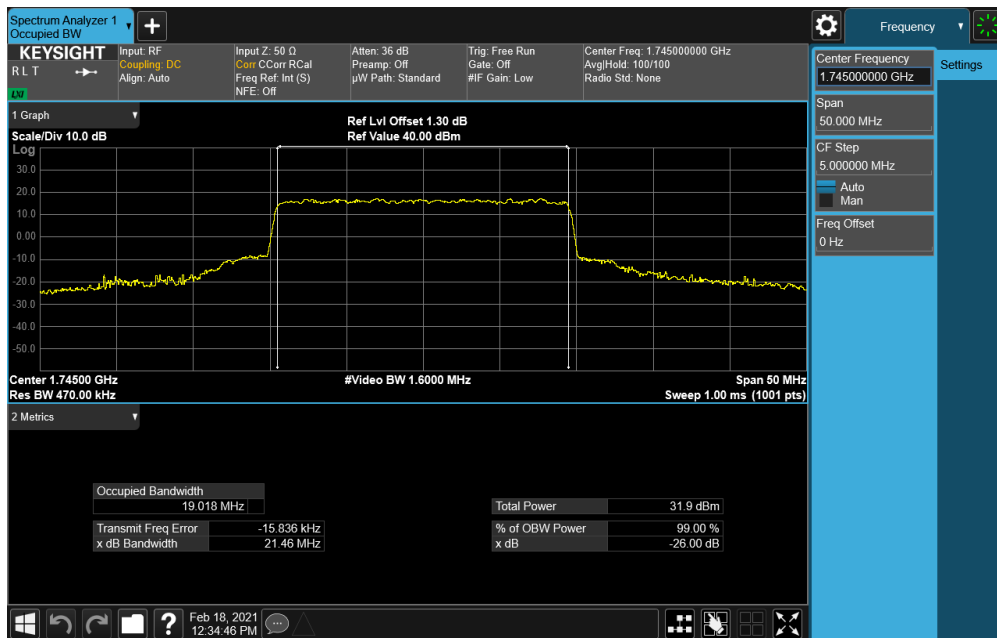 Spectrum Analyzer 1
Occupied BW
KEYSIGHT
R L T
LXI
Input: RF
Coupling: DC
Align: Auto
Input Z: 50 Ω
Corr CCorr RCal
Freq Ref: Int (S)
NFE: Off
Atten: 36 dB
Preamp: Off
µW Path: Standard
Trig: Free Run
Gate: Off
#IF Gain: Low
Center Freq: 1.745000000 GHz
Avg|Hold: 100/100
Radio Std: None
Frequency
Center Frequency
1.745000000 GHz
Settings
Span
50.000 MHz
CF Step
5.000000 MHz
Auto
Man
Freq Offset
0 Hz
1 Graph
Scale/Div 10.0 dB
Ref Lvl Offset 1.30 dB
Ref Value 40.00 dBm
Log
30.0
20.0
10.0
0.00
-10.0
-20.0
-30.0
-40.0
-50.0
Center 1.74500 GHz
#Video BW 1.6000 MHz
Span 50 MHz
Res BW 470.00 kHz
Sweep 1.00 ms (1001 pts)
2 Metrics
Occupied Bandwidth
19.018 MHz
Transmit Freq Error -15.836 kHz
x dB Bandwidth 21.46 MHz
Total Power 31.9 dBm
% of OBW Power 99.00 %
x dB -26.00 dB
Feb 18, 2021
12:34:46 PM